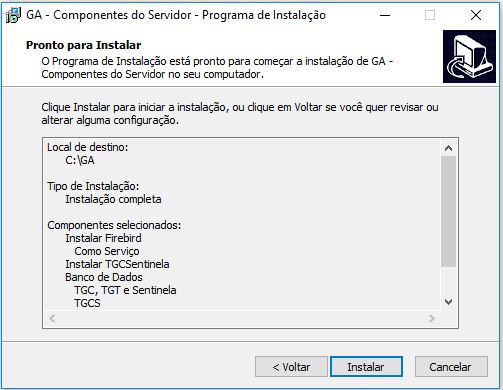 GA - Componentes do Servidor - Programa de Instalação
Pronto para Instalar
O Programa de Instalação está pronto para começar a instalação de GA -
Componentes do Servidor no seu computador.
Clique Instalar para iniciar a instalação, ou clique em Voltar se você quer revisar ou
alterar alguma configuração.
Local de destino:
C:\GA
Tipo de Instalação:
Instalação completa
Componentes selecionados:
Instalar Firebird
Como Serviço
Instalar TGCSentinela
Banco de Dados
TGC, TGT e Sentinela
TGCS
< Voltar
Instalar
Cancelar